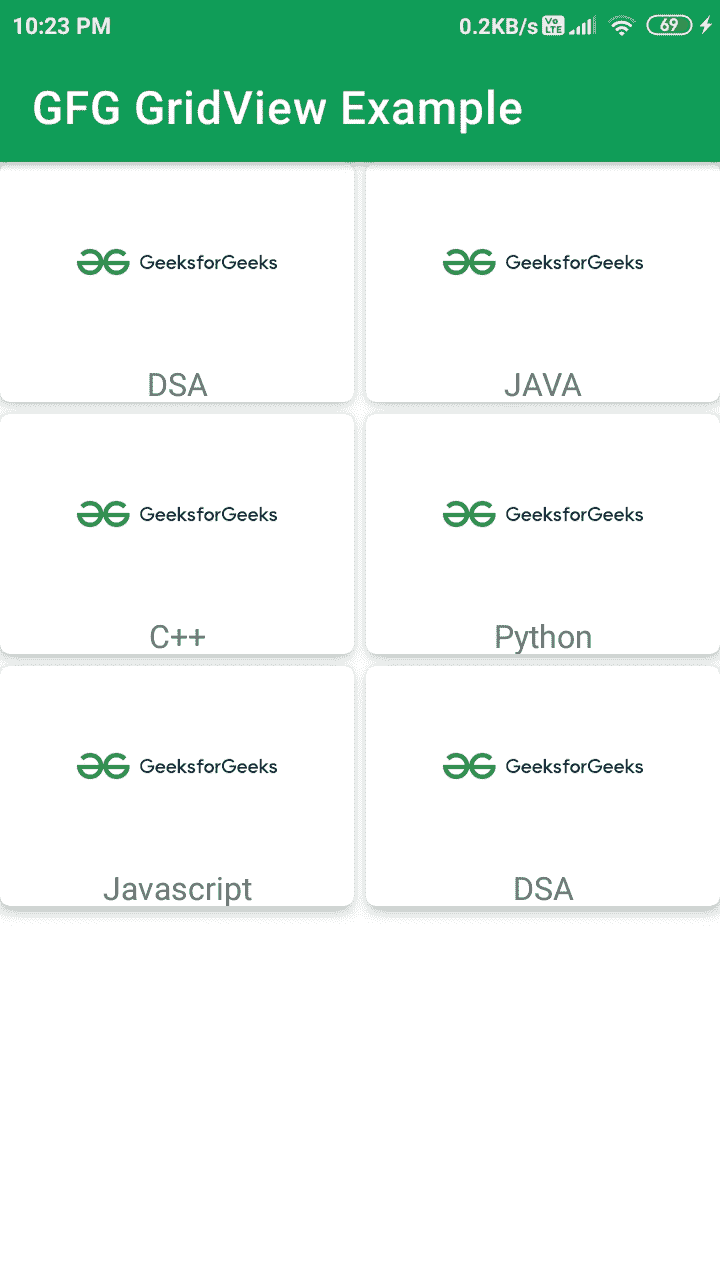 10:23 PM 0.2KB/s Vo LTE 69
GFG GridView Example
GeeksforGeeks GeeksforGeeks
DSA JAVA
GeeksforGeeks GeeksforGeeks
C++ Python
GeeksforGeeks GeeksforGeeks
Javascript DSA